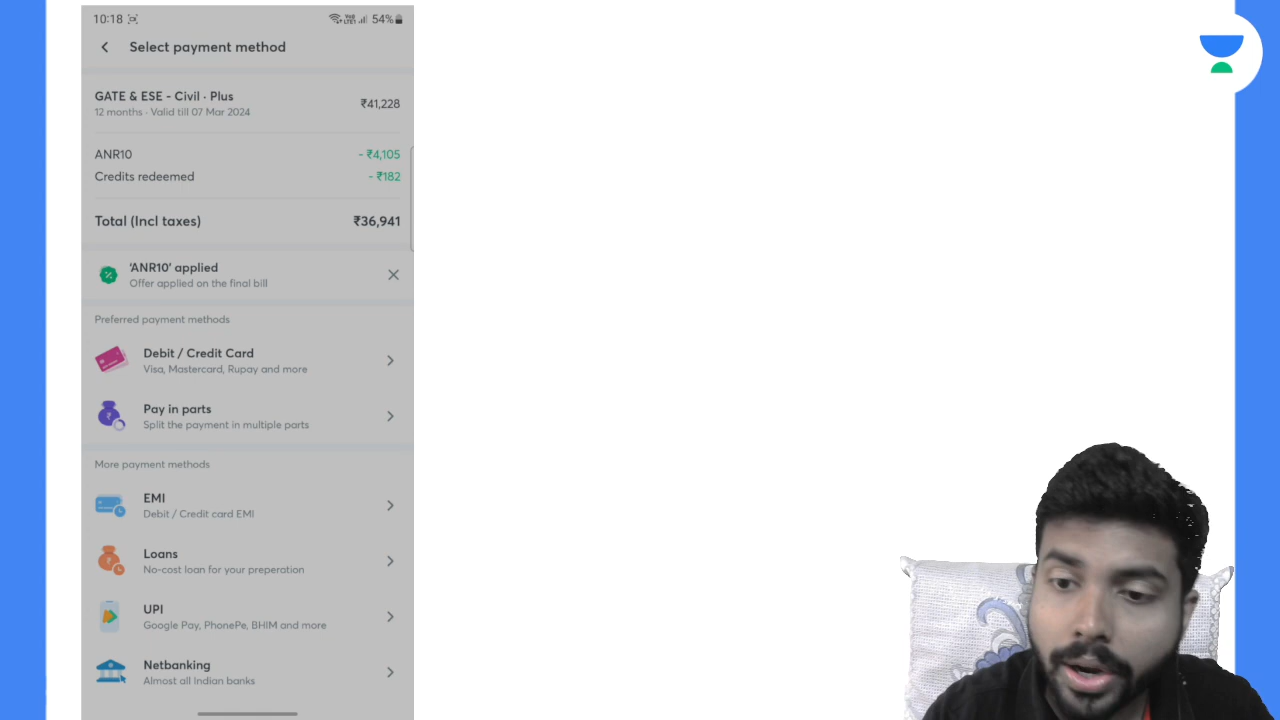 10:18 54%
Select payment method
GATE & ESE - Civil · Plus ₹41,228
12 months · Valid till 07 Mar 2024
ANR10 - ₹4,105
Credits redeemed - ₹182
Total (Incl taxes) ₹36,941
'ANR10' applied
Offer applied on the final bill
Preferred payment methods
Debit / Credit Card
Visa, Mastercard, Rupay and more
Pay in parts
Split the payment in multiple parts
More payment methods
EMI
Debit / Credit card EMI
Loans
No-cost loan for your preperation
UPI
Google Pay, PhonePe, BHIM and more
Netbanking
Almost all Indian banks